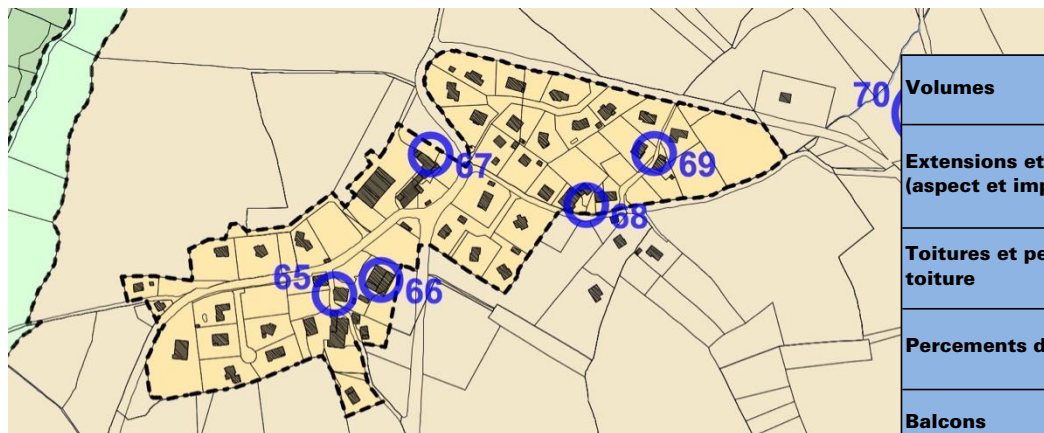 70
Volumes
67
69
Extensions et
(aspect et imp
68
Toitures et pe
toiture
65
66
Percements d
Balcons